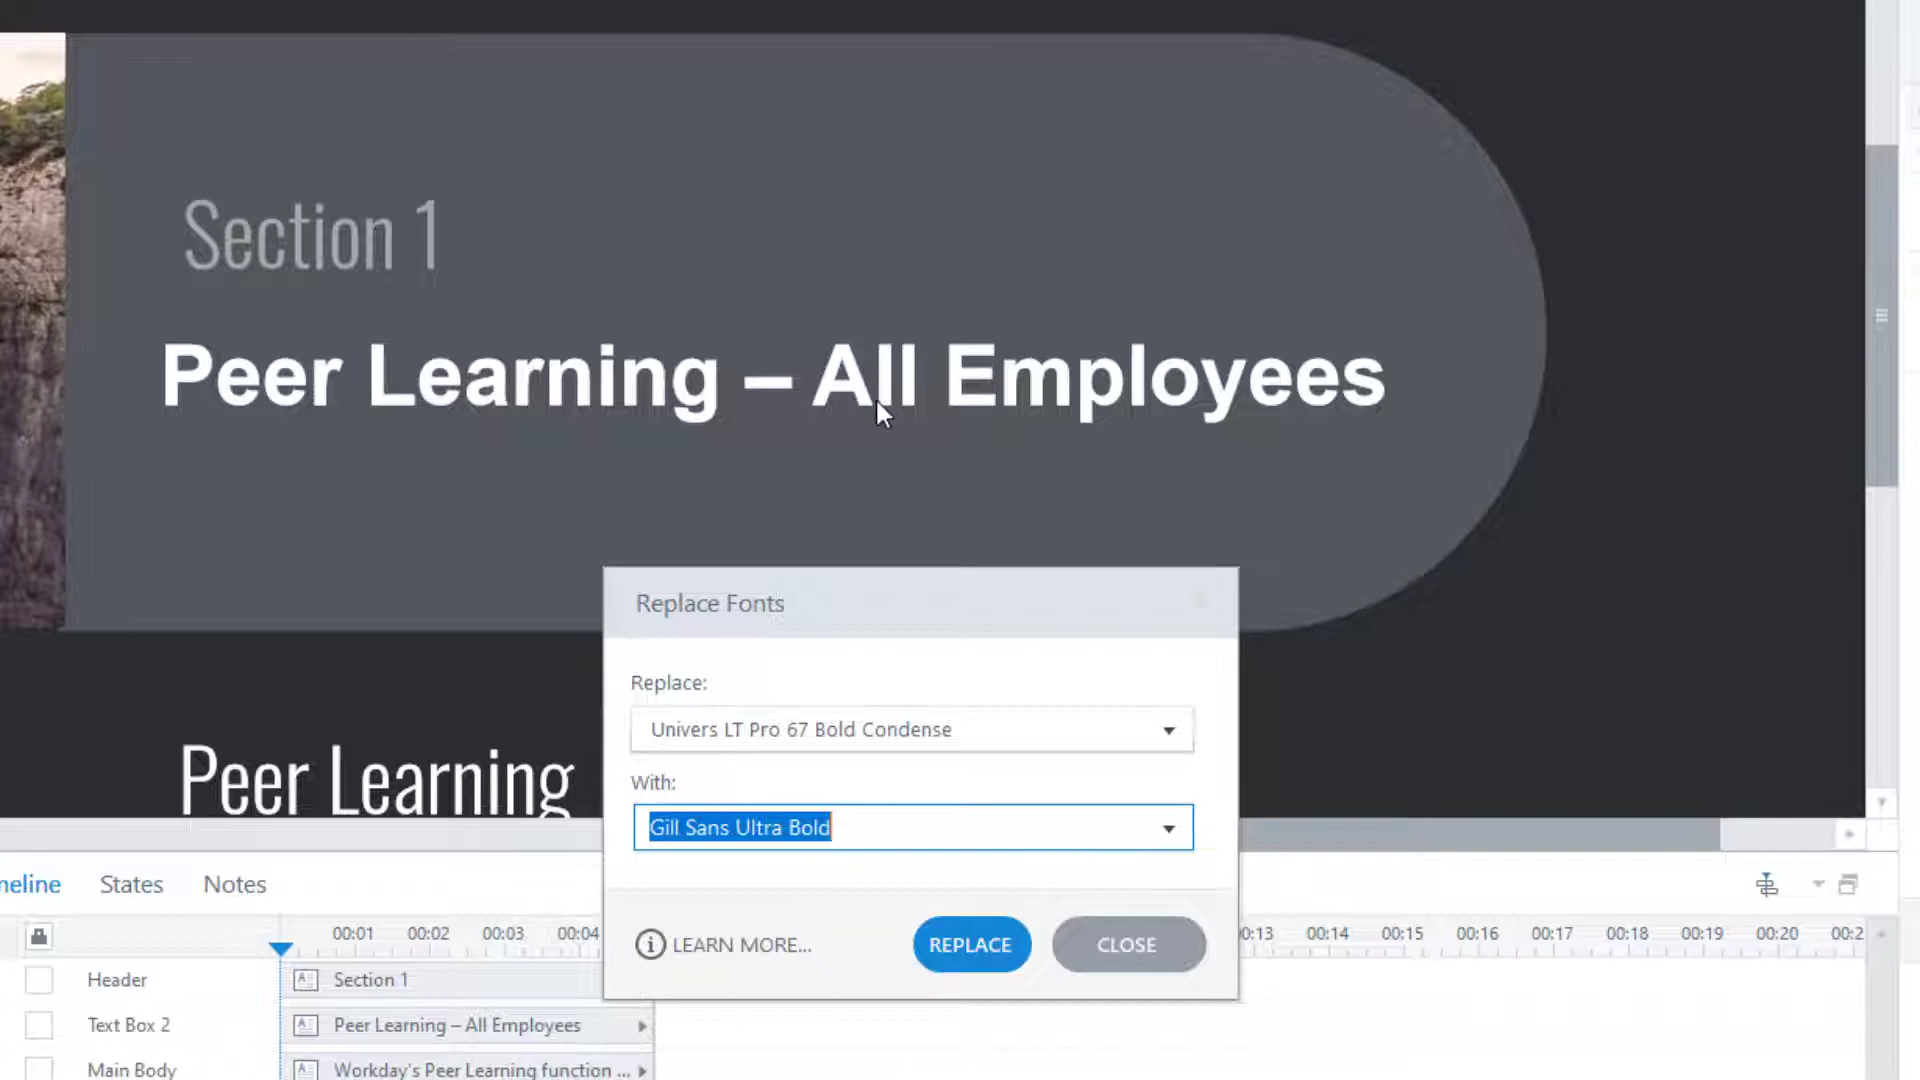 Section 1
Peer Learning – All Employees
Replace Fonts
Replace:
Univers LT Pro 67 Bold Condense
With:
Gill Sans Ultra Bold
LEARN MORE...
REPLACE
CLOSE
Peer Learning
meline
States
Notes
00:01 00:02 00:03 00:04 0:13 00:14 00:15 00:16 00:17 00:18 00:19 00:20 00:2
Header
Section 1
Text Box 2
Peer Learning – All Employees
Main Body
Workday's Peer Learning function ...